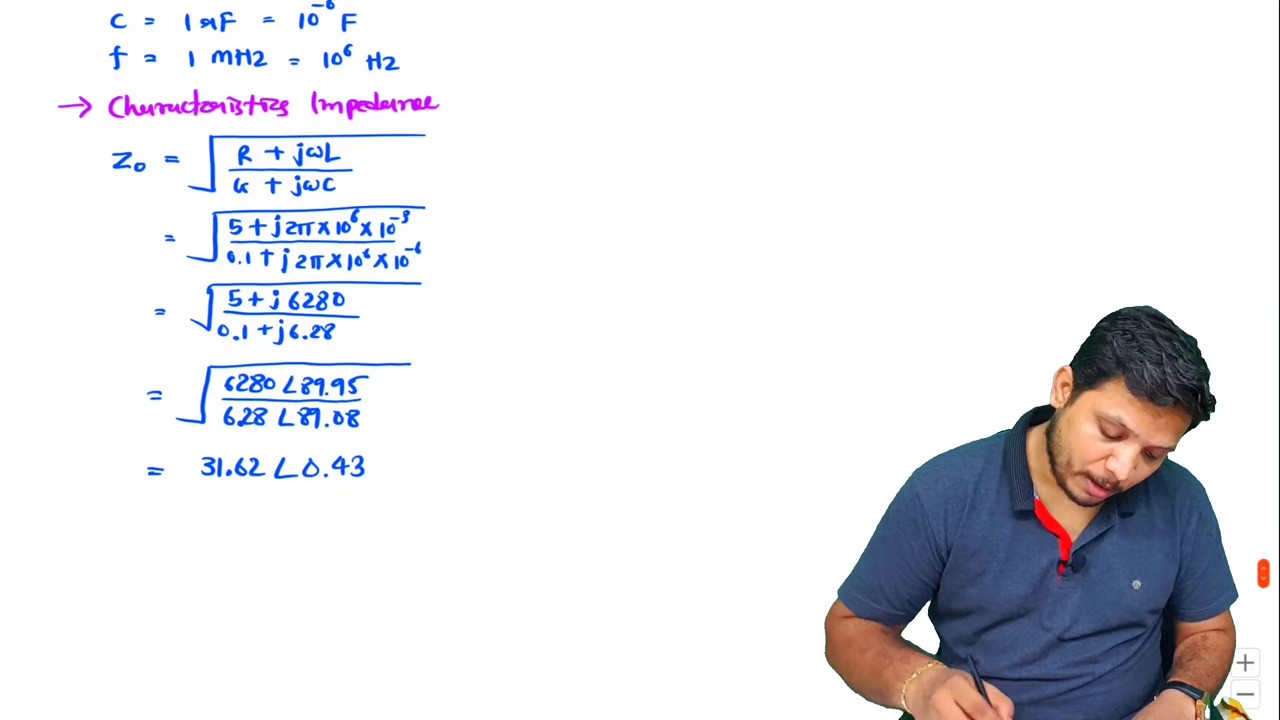 C = 1 μF = 10⁻⁶ F
f = 1 MHz = 10⁶ Hz
→ Characteristics Impedance
Z₀ = √((R + jωL) / (G + jωC))
= √((5 + j2π × 10⁶ × 10⁻³) / (0.1 + j2π × 10⁶ × 10⁻⁶))
= √((5 + j6280) / (0.1 + j6.28))
= √((6280 ∠89.95) / (6.28 ∠89.08))
= 31.62 ∠0.43